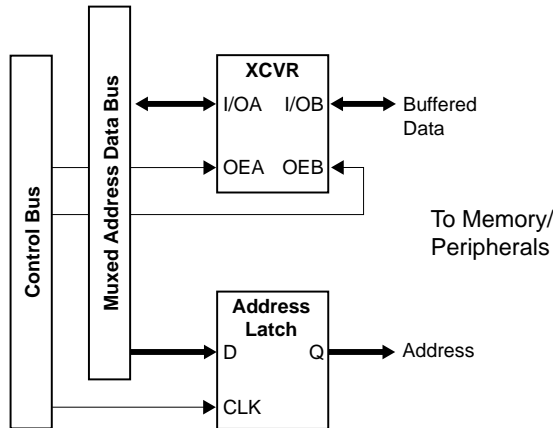 Control Bus
Muxed Address Data Bus
XCVR
I/OA I/OB
Buffered
Data
OEA OEB
To Memory/
Peripherals
Address
Latch
D Q
Address
CLK